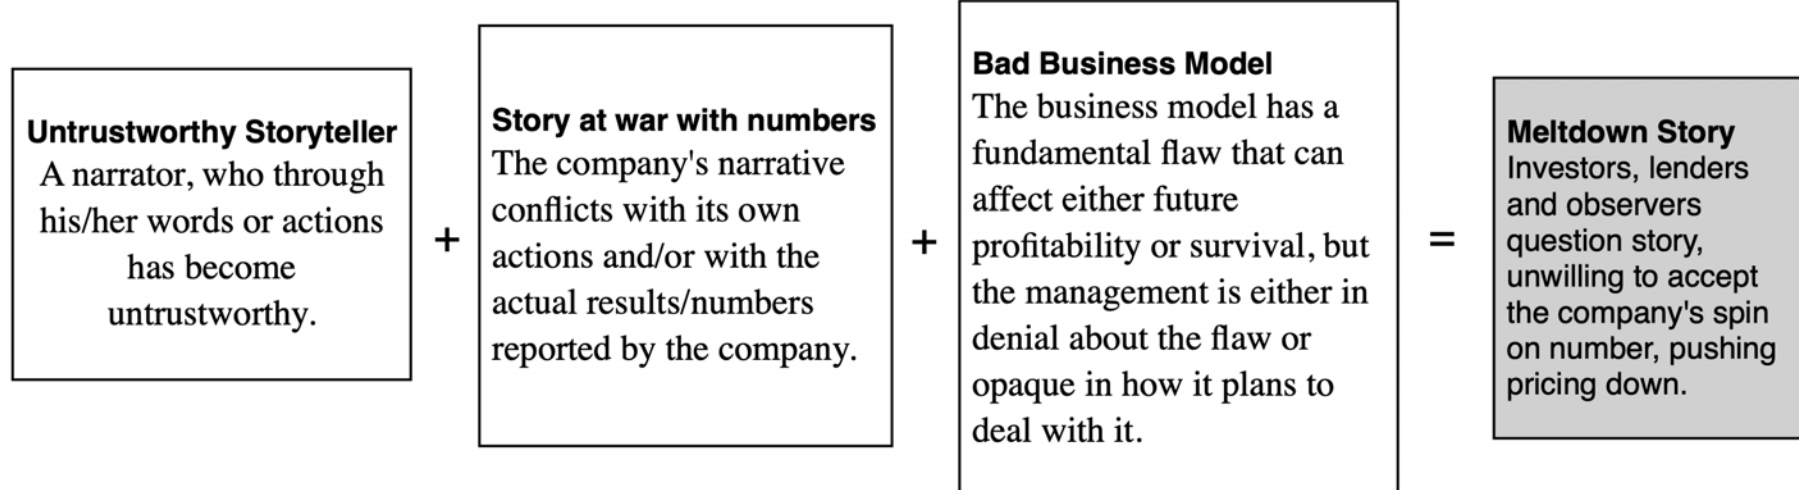 Untrustworthy Storyteller
A narrator, who through
his/her words or actions
has become
untrustworthy.
+
Story at war with numbers
The company's narrative
conflicts with its own
actions and/or with the
actual results/numbers
reported by the company.
+
Bad Business Model
The business model has a
fundamental flaw that can
affect either future
profitability or survival, but
the management is either in
denial about the flaw or
opaque in how it plans to
deal with it.
=
Meltdown Story
Investors, lenders
and observers
question story,
unwilling to accept
the company's spin
on number, pushing
pricing down.